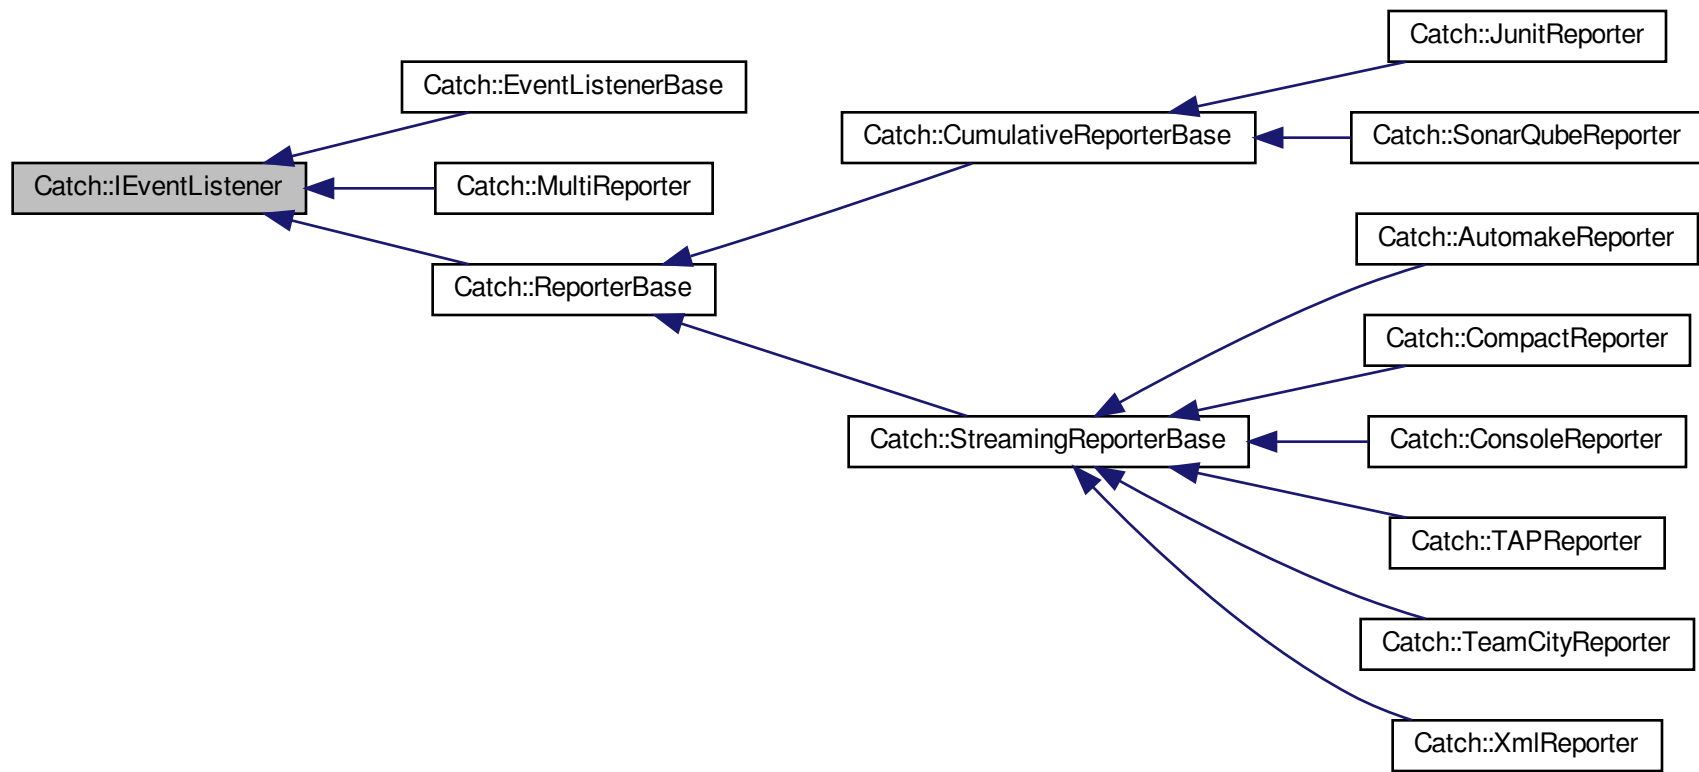 Catch::JunitReporter
Catch::EventListenerBase
Catch::CumulativeReporterBase
Catch::SonarQubeReporter
Catch::IEventListener
Catch::MultiReporter
Catch::AutomakeReporter
Catch::ReporterBase
Catch::CompactReporter
Catch::StreamingReporterBase
Catch::ConsoleReporter
Catch::TAPReporter
Catch::TeamCityReporter
Catch::XmlReporter